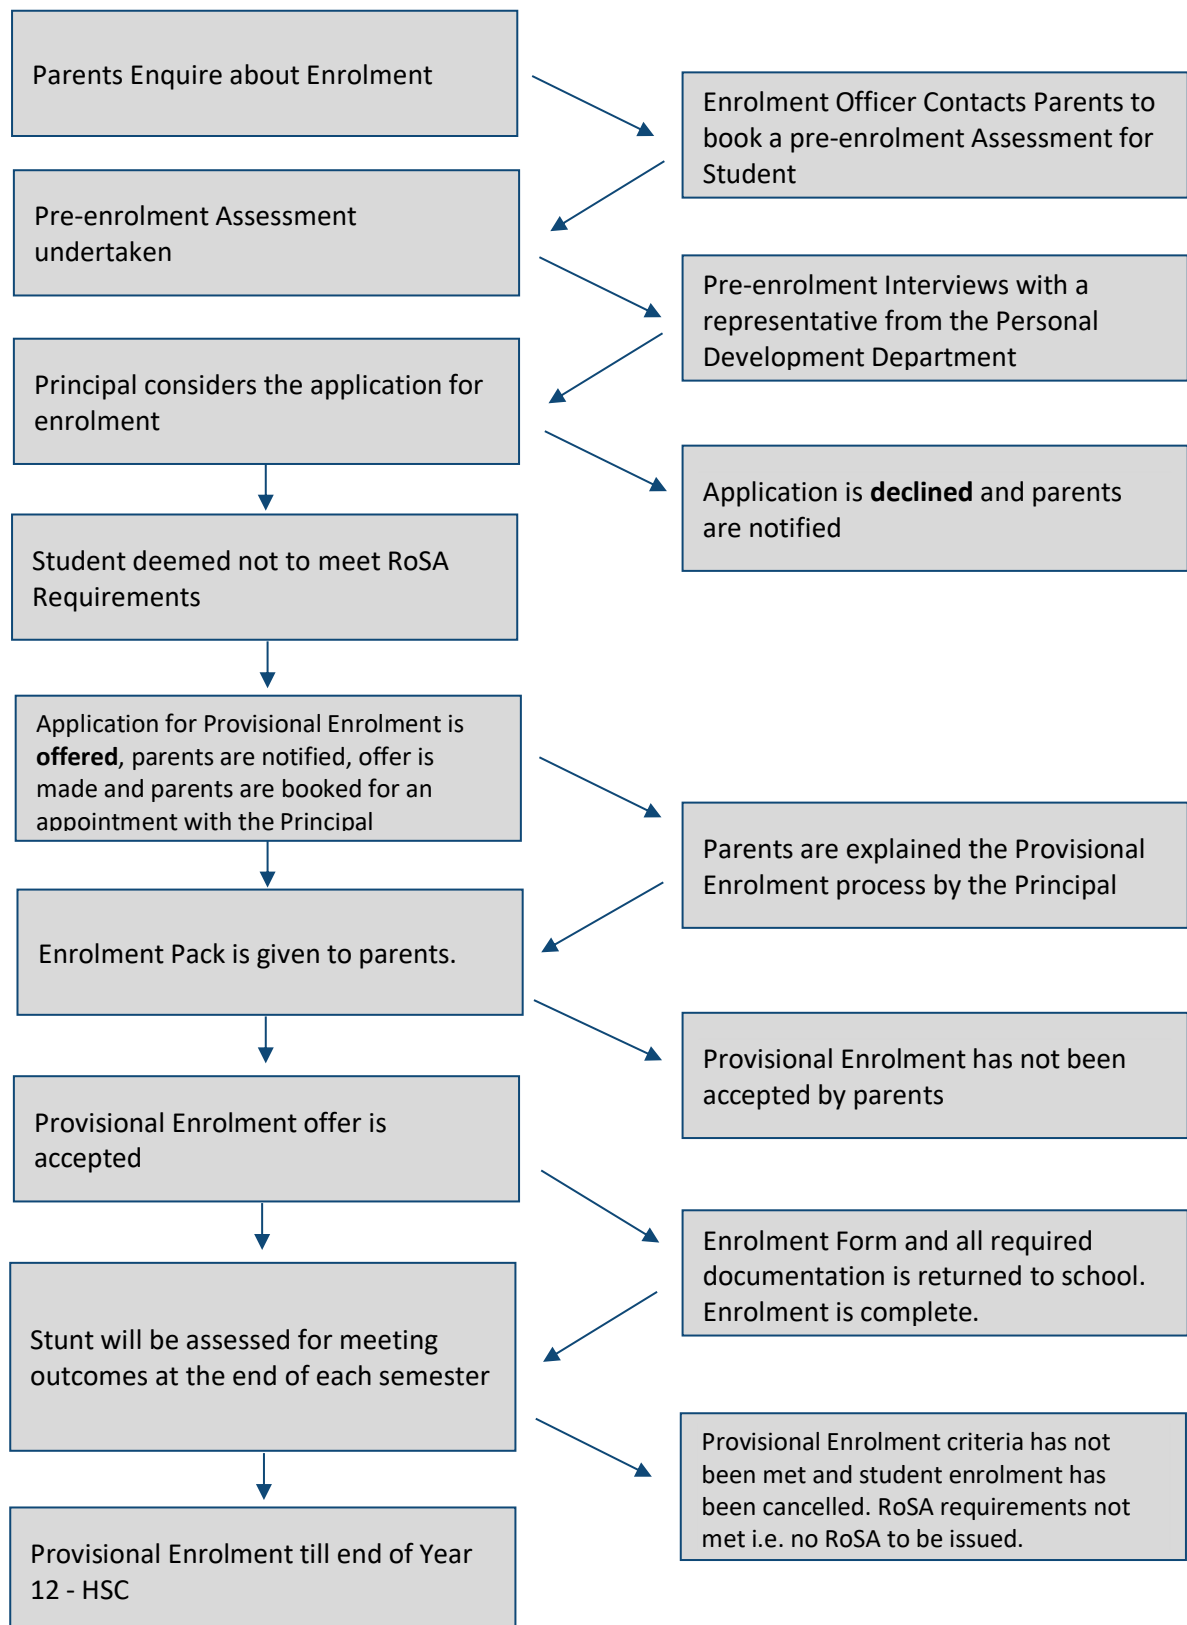 Parents Enquire about Enrolment
Enrolment Officer Contacts Parents to
book a pre-enrolment Assessment for
Student
Pre-enrolment Assessment
undertaken
Pre-enrolment Interviews with a
representative from the Personal
Development Department
Principal considers the application for
enrolment
Application is declined and parents
are notified
Student deemed not to meet RoSA
Requirements
Application for Provisional Enrolment is
offered, parents are notified, offer is
made and parents are booked for an
appointment with the Principal
Parents are explained the Provisional
Enrolment process by the Principal
Enrolment Pack is given to parents.
Provisional Enrolment has not been
accepted by parents
Provisional Enrolment offer is
accepted
Enrolment Form and all required
documentation is returned to school.
Enrolment is complete.
Stunt will be assessed for meeting
outcomes at the end of each semester
Provisional Enrolment criteria has not
been met and student enrolment has
been cancelled. RoSA requirements not
met i.e. no RoSA to be issued.
Provisional Enrolment till end of Year
12 - HSC